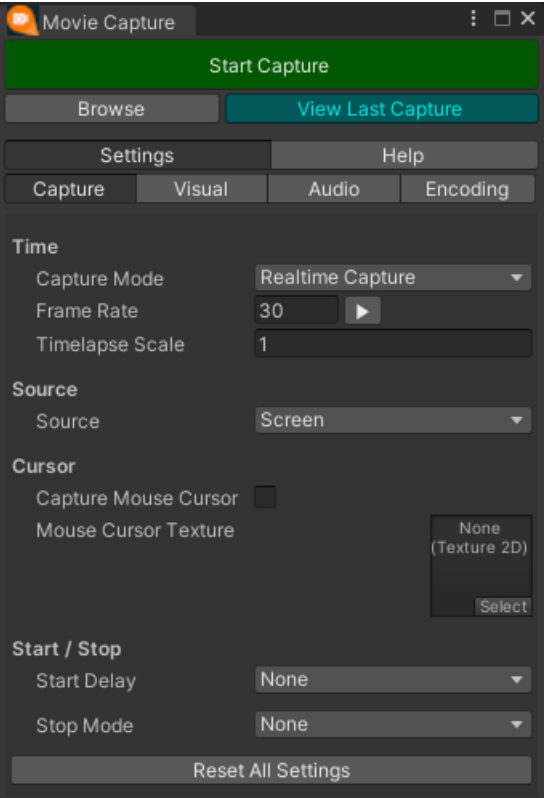 Movie Capture
Start Capture
Browse View Last Capture
Settings Help
Capture Visual Audio Encoding
Time
Capture Mode Realtime Capture
Frame Rate 30
Timelapse Scale 1
Source
Source Screen
Cursor
Capture Mouse Cursor
Mouse Cursor Texture None
(Texture 2D)
Select
Start / Stop
Start Delay None
Stop Mode None
Reset All Settings